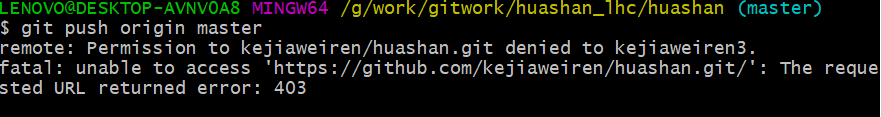 LENOVO@DESKTOP-AVNVOA8 MINGW64 /g/work/gitwork/huashan_lhc/huashan (master)
$ git push origin master
remote: Permission to kejiaweiren/huashan.git denied to kejiaweiren3.
fatal: unable to access 'https://github.com/kejiaweiren/huashan.git/': The reque
sted URL returned error: 403